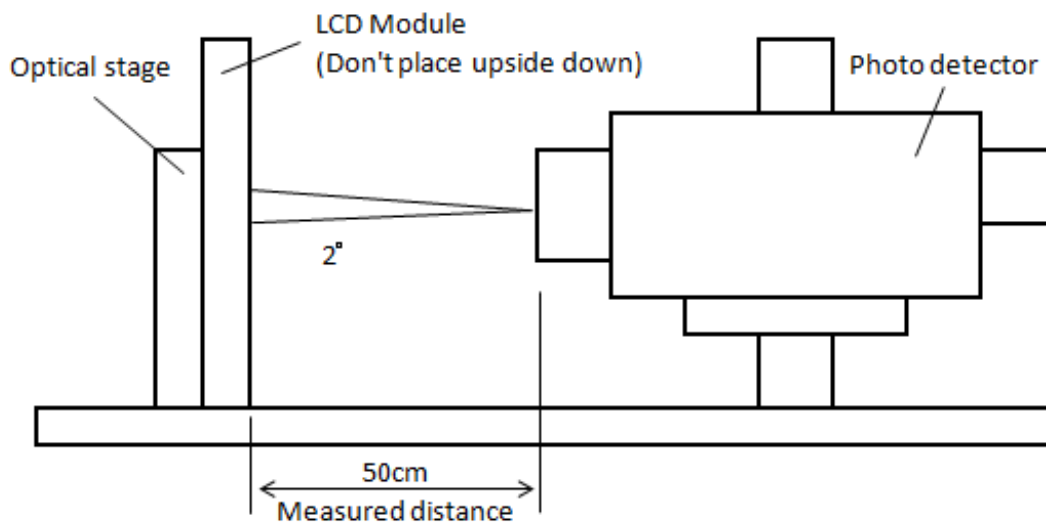 LCD Module
(Don't place upside down)
Optical stage
Photo detector
2°
50cm
Measured distance